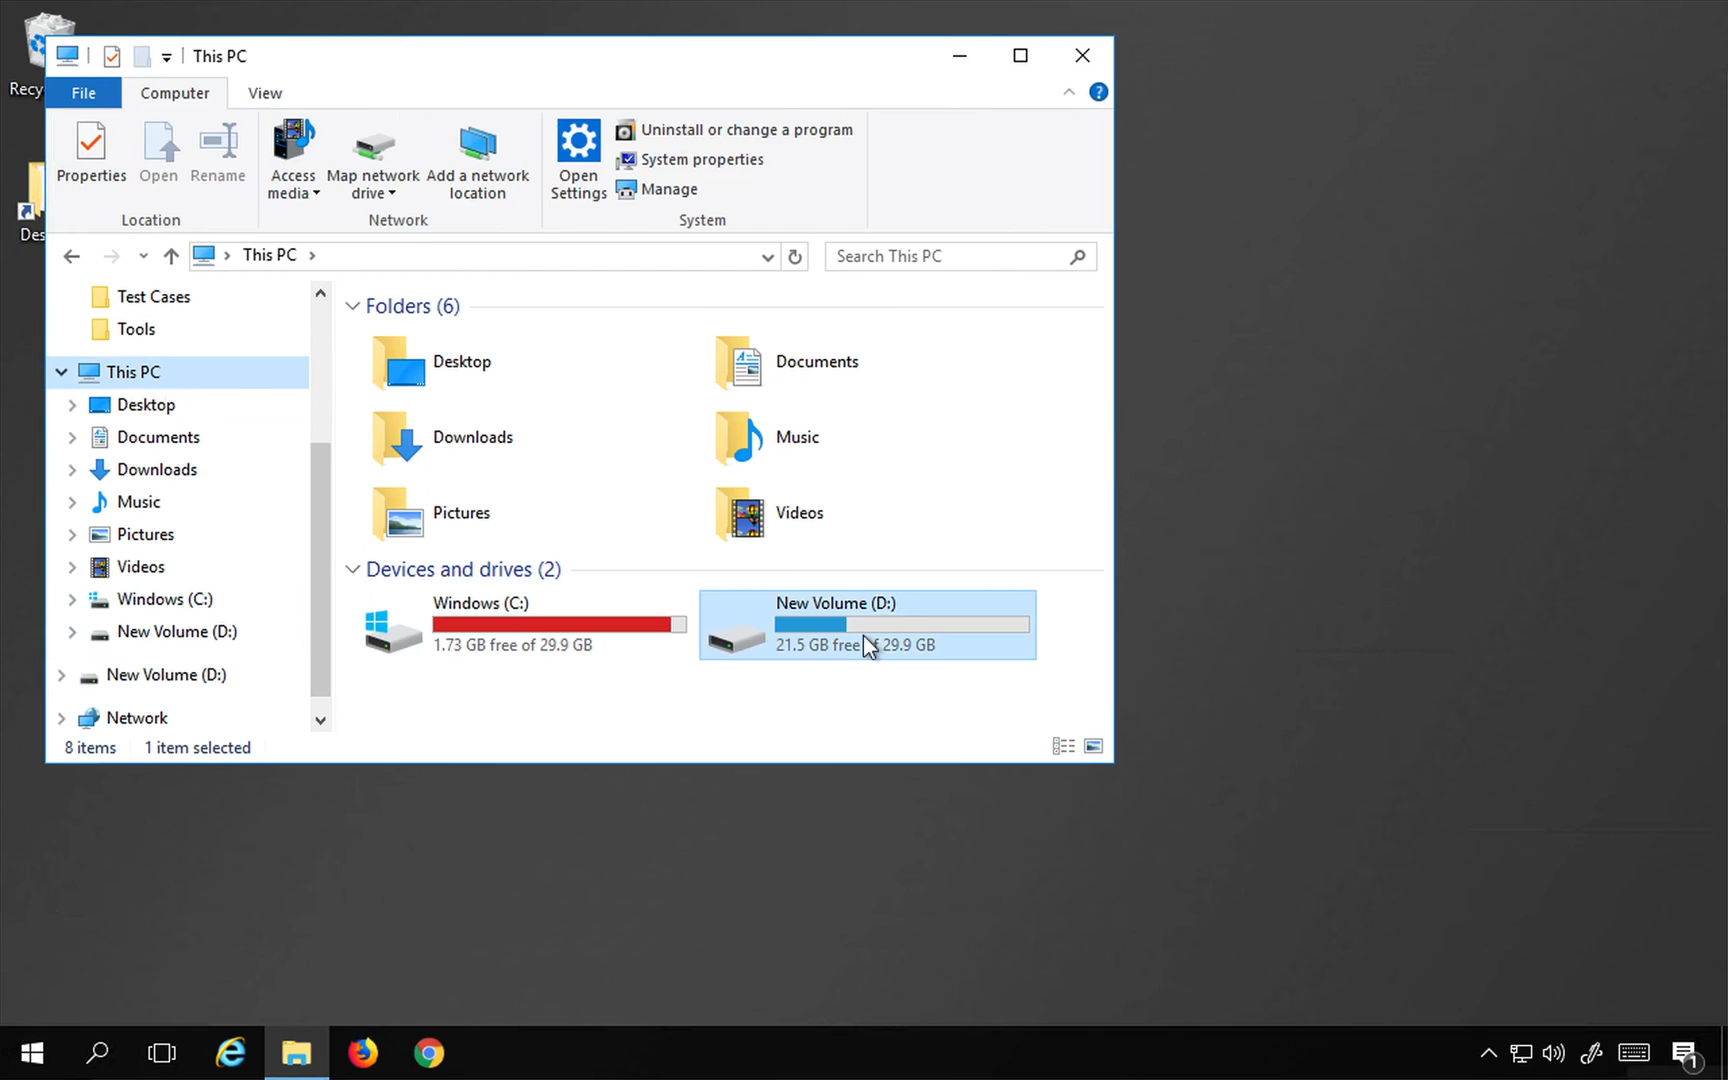 Recy
Des
This PC
File
Computer
View
?
Properties
Open
Rename
Location
Access media
Map network drive
Add a network location
Network
Open Settings
Uninstall or change a program
System properties
Manage
System
This PC
Search This PC
Test Cases
Tools
This PC
Desktop
Documents
Downloads
Music
Pictures
Videos
Windows (C:)
New Volume (D:)
New Volume (D:)
Network
Folders (6)
Desktop
Documents
Downloads
Music
Pictures
Videos
Devices and drives (2)
Windows (C:)
1.73 GB free of 29.9 GB
New Volume (D:)
21.5 GB free of 29.9 GB
8 items
1 item selected
1